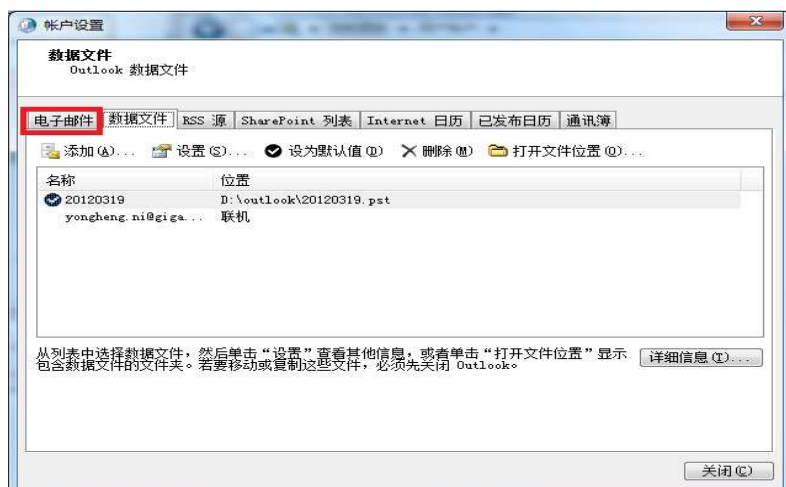 帐户设置
数据文件
Outlook 数据文件
电子邮件 数据文件 RSS 源 SharePoint 列表 Internet 日历 已发布日历 通讯簿
添加(A)... 设置(S)... 设为默认值(D) 删除(M) 打开文件位置(O)...
名称 位置
20120319 D:\outlook\20120319.pst
yongheng.ni@giga... 联机
从列表中选择数据文件，然后单击“设置”查看其他信息，或者单击“打开文件位置”显示
包含数据文件的文件夹。若要移动或复制这些文件，必须先关闭 Outlook。
详细信息(T)...
关闭(C)